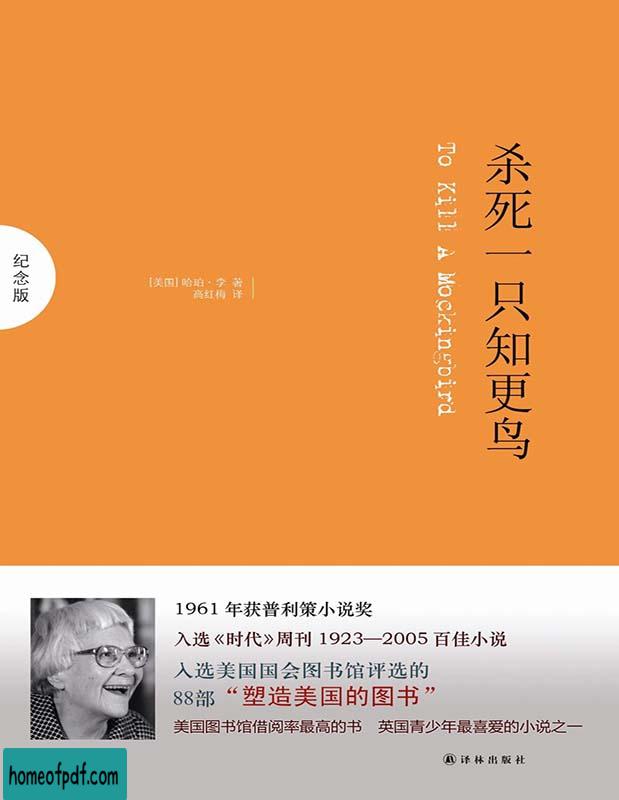 杀死一只知更鸟
To Kill A Mockingbird
纪念版
[美国] 哈珀·李 著
高红梅 译
1961 年获普利策小说奖
入选《时代》周刊 1923—2005 百佳小说
入选美国国会图书馆评选的
88部“塑造美国的图书”
美国图书馆借阅率最高的书 英国青少年最喜爱的小说之一
译林出版社
homeofpdf.com